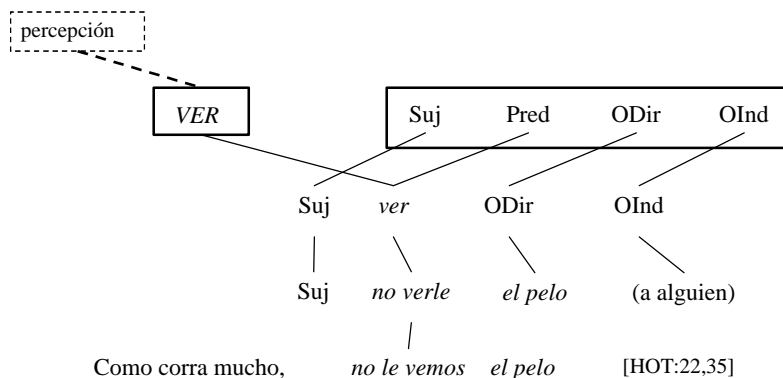 percepción
VER Suj Pred ODir OInd
Suj ver ODir OInd
Suj no verle el pelo (a alguien)
Como corra mucho, no le vemos el pelo [HOT:22,35]